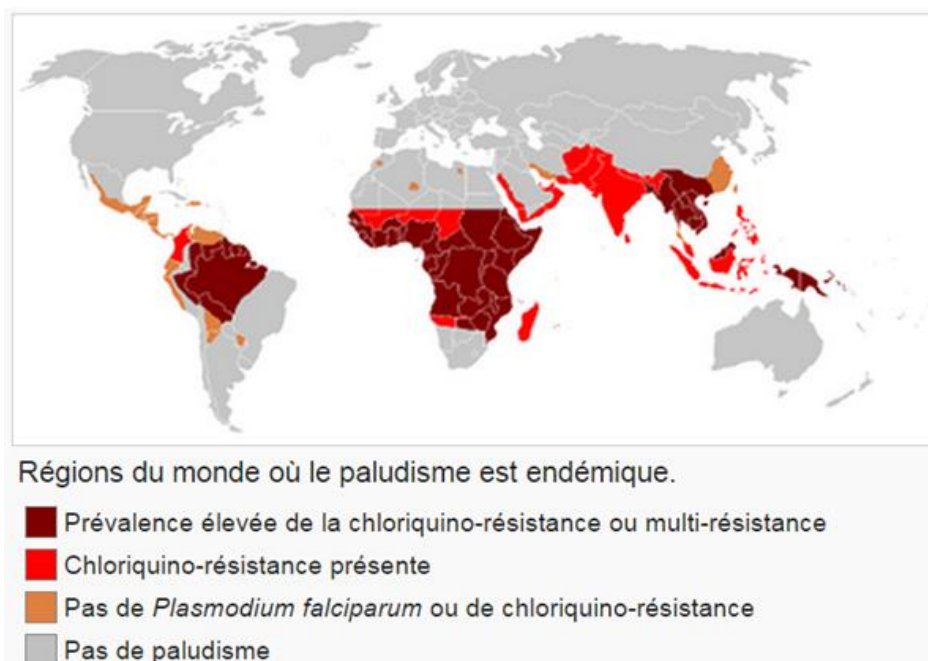 Régions du monde où le paludisme est endémique.
Prévalence élevée de la chloriquino-résistance ou multi-résistance
Chloriquino-résistance présente
Pas de Plasmodium falciparum ou de chloriquino-résistance
Pas de paludisme